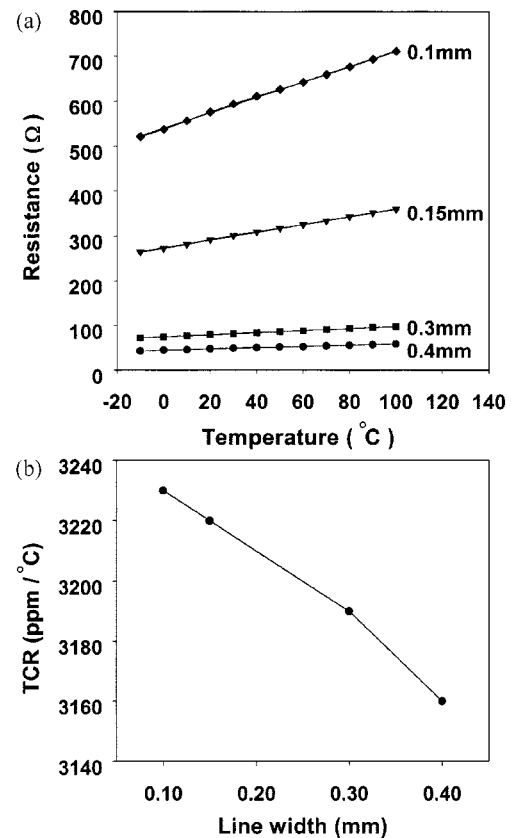 (a)
800
700
600
500
400
300
200
100
0
Resistance ( Ω )
0.1mm
0.15mm
0.3mm
0.4mm
-20 0 20 40 60 80 100 120 140
Temperature ( °C )
(b)
3240
3220
3200
3180
3160
3140
TCR (ppm / °C)
0.10 0.20 0.30 0.40
Line width (mm)